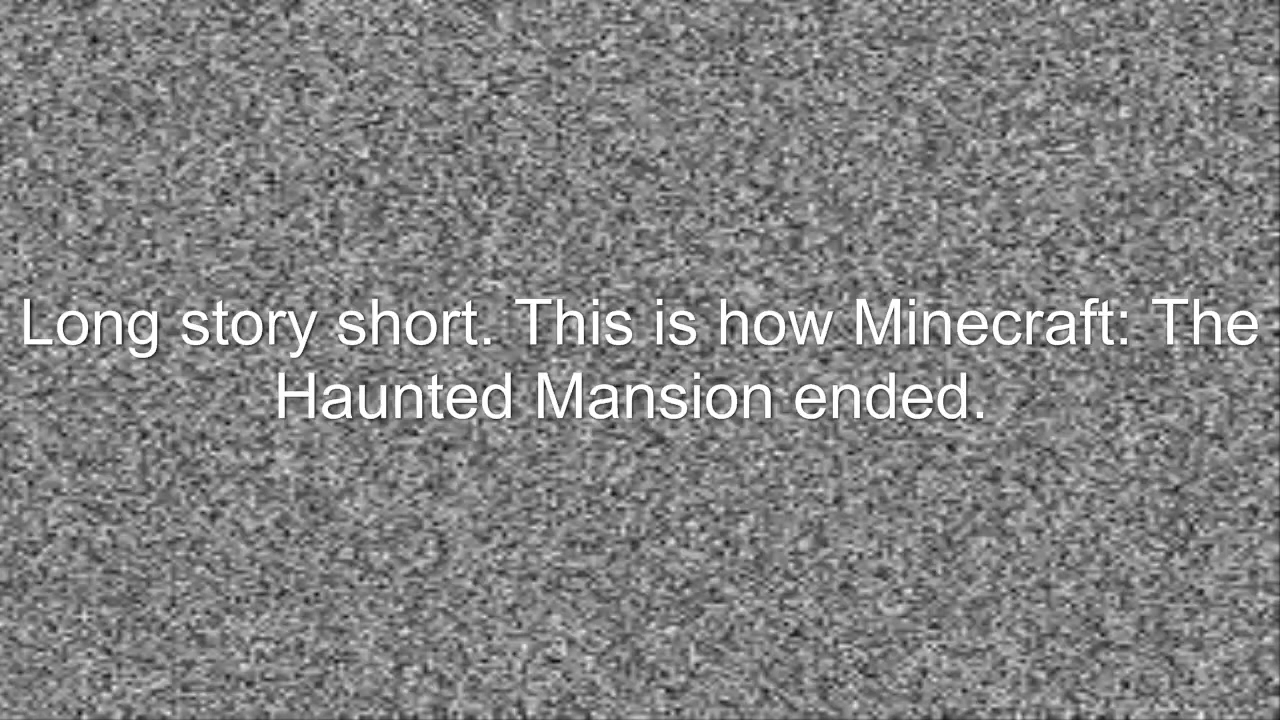 Long story short. This is how Minecraft: The
Haunted Mansion ended.